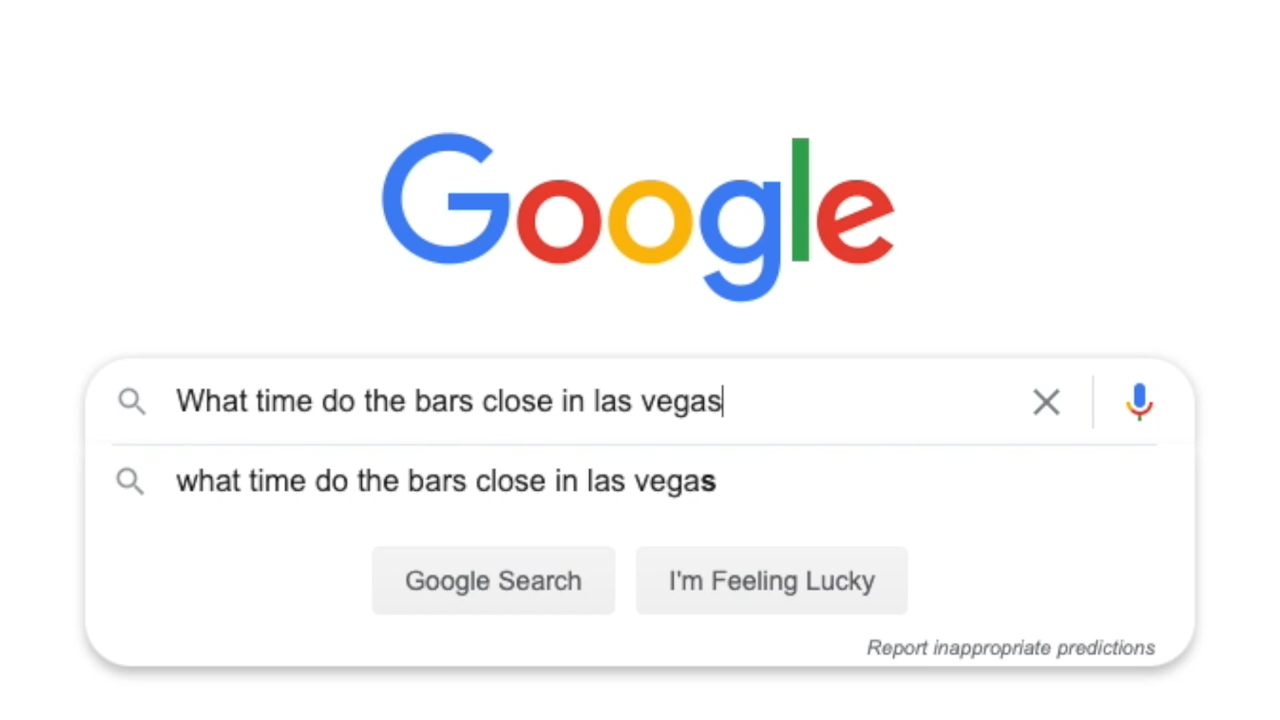 Google
What time do the bars close in las vegas
what time do the bars close in las vegas
Google Search
I'm Feeling Lucky
Report inappropriate predictions